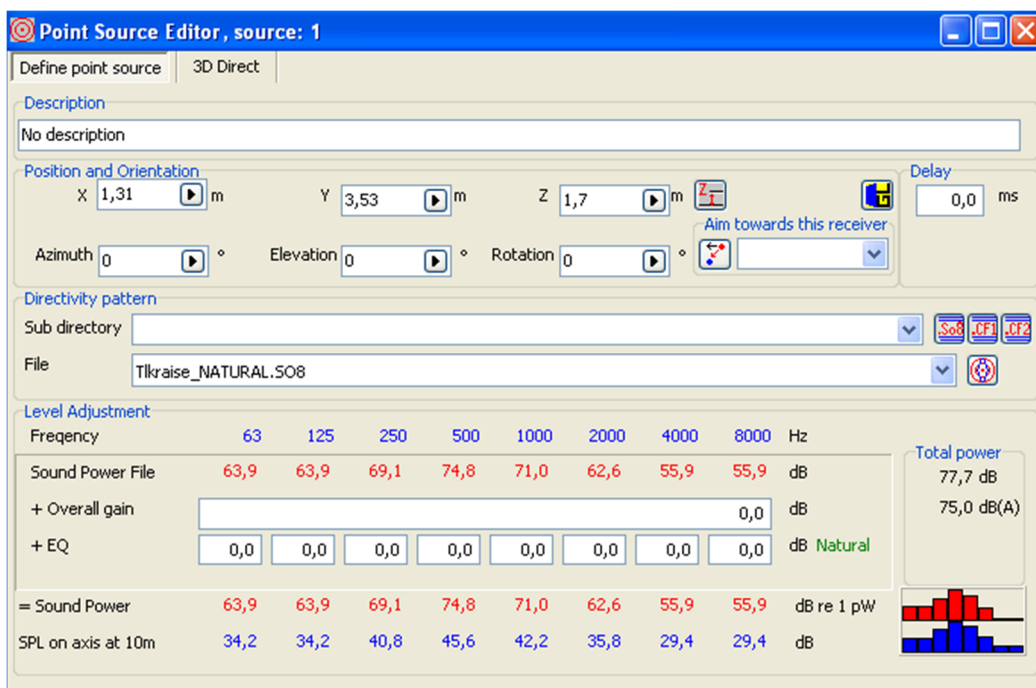 Point Source Editor, source: 1
Define point source 3D Direct
Description
No description
Position and Orientation Delay
X 1,31 m Y 3,53 m Z 1,7 m 0,0 ms
Aim towards this receiver
Azimuth 0 ° Elevation 0 ° Rotation 0 °
Directivity pattern
Sub directory .So8 .CF1 .CF2
File Tlkraise_NATURAL.SO8
Level Adjustment
Freqency 63 125 250 500 1000 2000 4000 8000 Hz
Total power
Sound Power File 63,9 63,9 69,1 74,8 71,0 62,6 55,9 55,9 dB 77,7 dB
+ Overall gain 0,0 dB 75,0 dB(A)
+ EQ 0,0 0,0 0,0 0,0 0,0 0,0 0,0 0,0 dB Natural
= Sound Power 63,9 63,9 69,1 74,8 71,0 62,6 55,9 55,9 dB re 1 pW
SPL on axis at 10m 34,2 34,2 40,8 45,6 42,2 35,8 29,4 29,4 dB